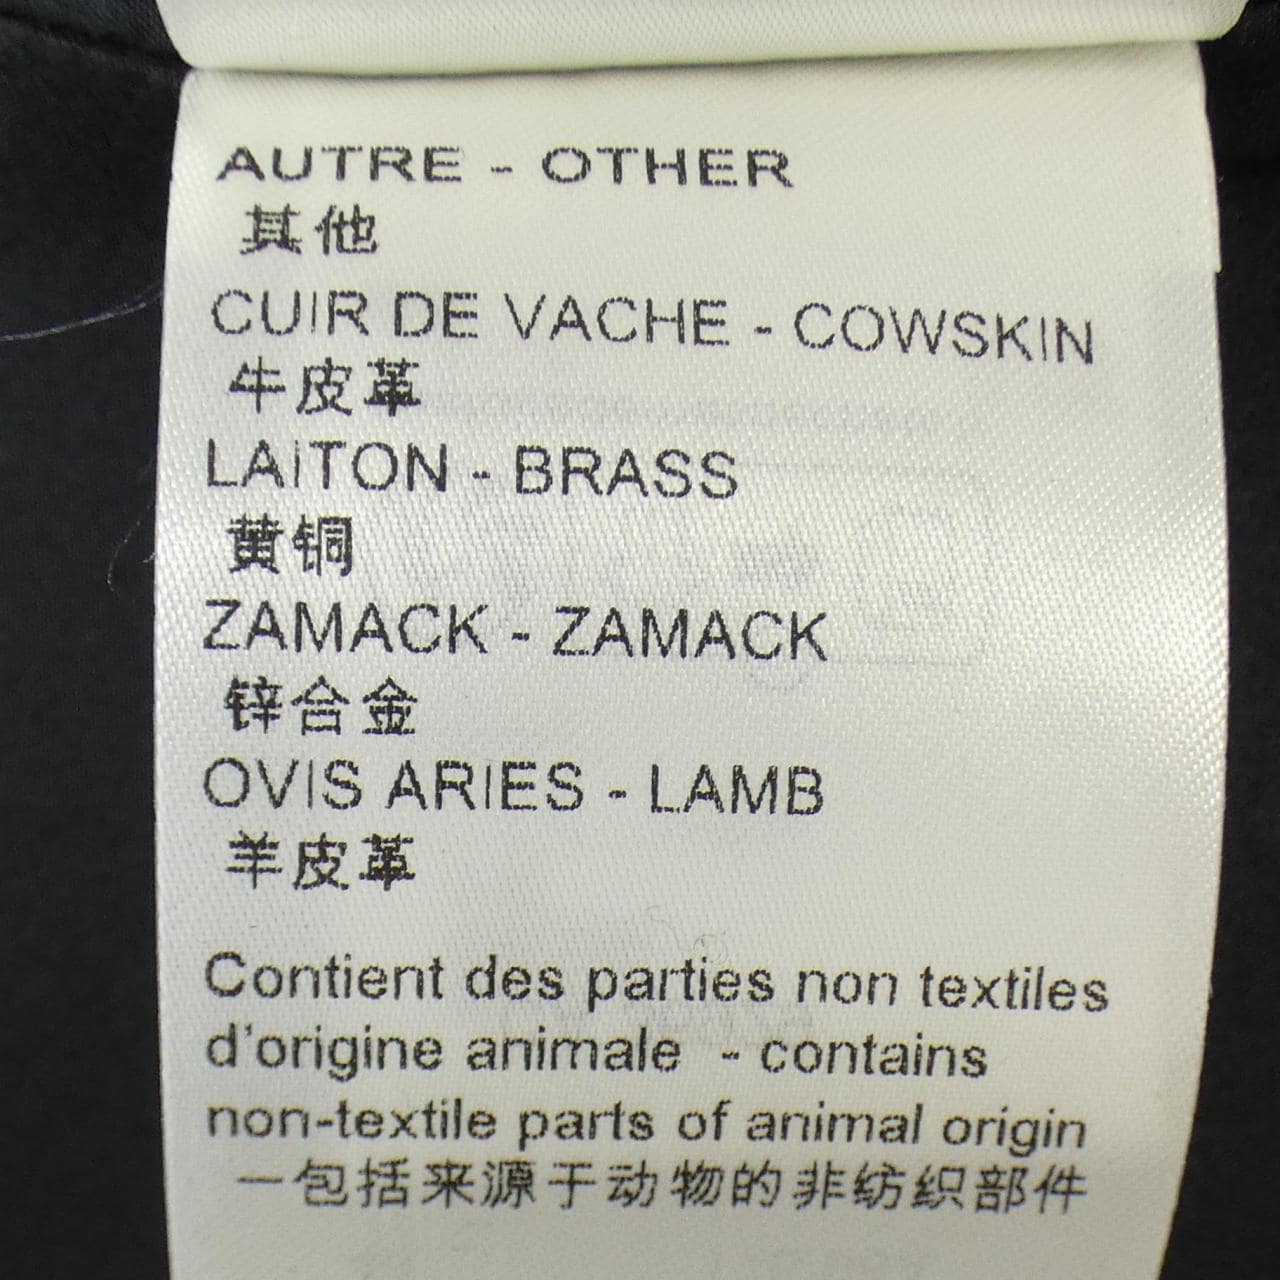 AUTRE - OTHER
其他
CUIR DE VACHE - COWSKIN
牛皮革
LAITON - BRASS
黄铜
ZAMACK - ZAMACK
锌合金
OVIS ARIES - LAMB
羊皮革
Contient des parties non textiles
d'origine animale - contains
non-textile parts of animal origin
一包括来源于动物的非纺织部件